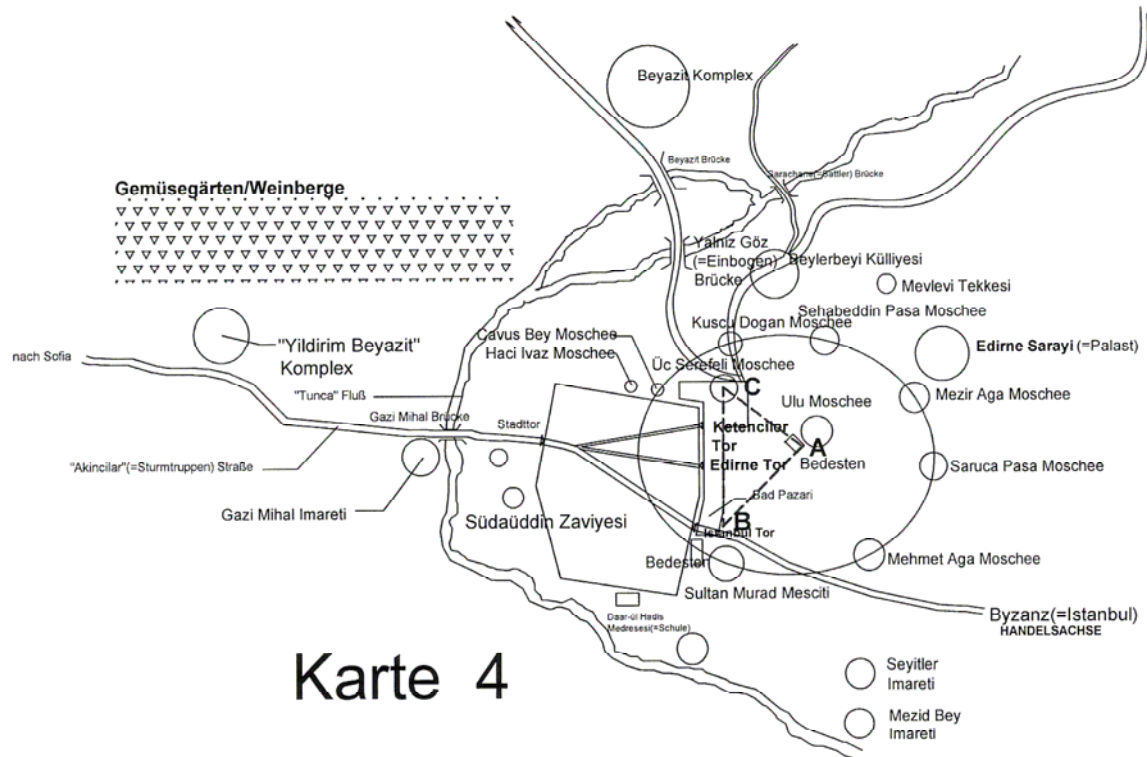 Beyazit Komplex
Beyazit Brücke
Sarachane(=Sattler) Brücke
Gemüsegärten/Weinberge
Yalniz Göz
(=Einbogen)
Brücke
Beylerbeyi Külliyesi
Mevlevi Tekkesi
Sehabeddin Pasa Moschee
Kuscu Dogan Moschee
Cavus Bey Moschee
Haci Ivaz Moschee
Edirne Sarayi (=Palast)
"Yildirim Beyazit"
Komplex
nach Sofia
Üc Serefeli Moschee
C
Mezir Aga Moschee
"Tunca" Fluß
Ulu Moschee
Gazi Mihal Brücke
Stadttor
Ketencilor
Tor
A
Bedesten
"Akincilar"(=Sturmtruppen) Straße
Edirne Tor
Saruca Pasa Moschee
Bad Pazari
Gazi Mihal Imareti
Südaüddin Zaviyesi
B
Istanbul Tor
Bedesten
Mehmet Aga Moschee
Sultan Murad Mesciti
Daar-ül Hadis
Medresesi(=Schule)
Byzanz(=Istanbul)
HANDELSACHSE
Karte 4
Seyitler
Imareti
Mezid Bey
Imareti